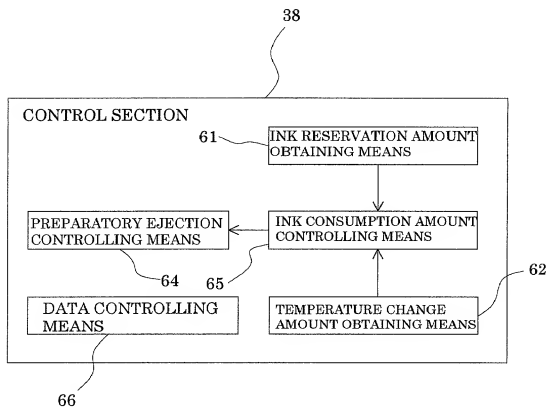 38
CONTROL SECTION
61
INK RESERVATION AMOUNT
OBTAINING MEANS
PREPARATORY EJECTION
CONTROLLING MEANS
INK CONSUMPTION AMOUNT
CONTROLLING MEANS
64
65
62
DATA CONTROLLING
MEANS
TEMPERATURE CHANGE
AMOUNT OBTAINING MEANS
66